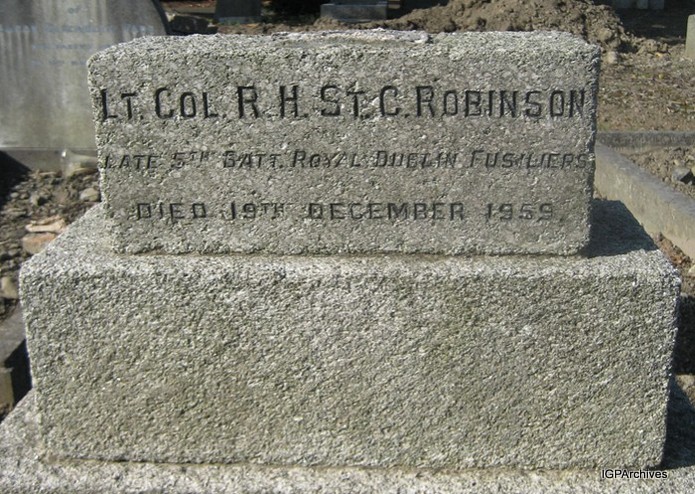 LT. COL. R. H. ST. C. ROBINSON
LATE 5TH BATT. ROYAL DUBLIN FUSILIERS
DIED 19TH DECEMBER 1959.
IGPArchives